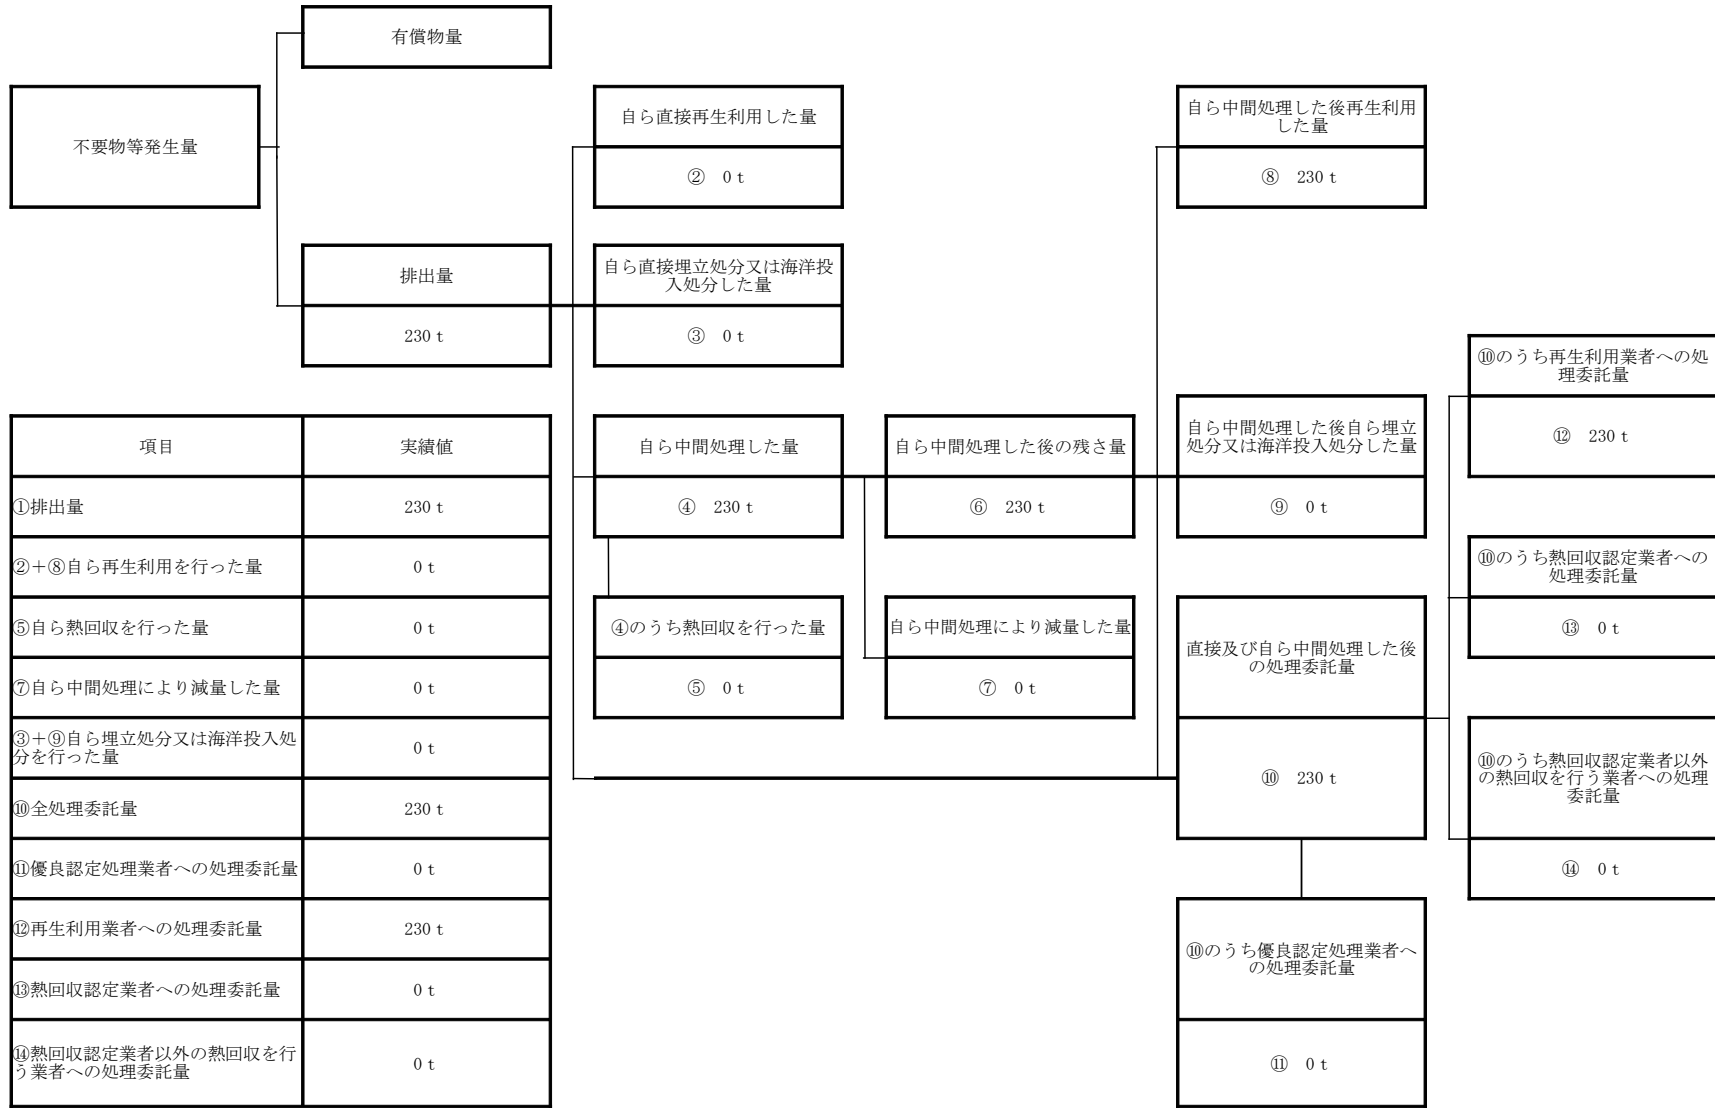 有償物量
不要物等発生量
自ら直接再生利用した量
② 0 t
自ら中間処理した後再生利用
した量
⑧ 230 t
排出量
230 t
自ら直接埋立処分又は海洋投
入処分した量
③ 0 t
⑩のうち再生利用業者への処
理委託量
⑫ 230 t
自ら中間処理した量
④ 230 t
自ら中間処理した後の残さ量
⑥ 230 t
自ら中間処理した後自ら埋立
処分又は海洋投入処分した量
⑨ 0 t
⑩のうち熱回収認定業者への
処理委託量
⑬ 0 t
④のうち熱回収を行った量
⑤ 0 t
自ら中間処理により減量した量
⑦ 0 t
直接及び自ら中間処理した後
の処理委託量
⑩ 230 t
⑩のうち熱回収認定業者以外
の熱回収を行う業者への処理
委託量
⑭ 0 t
⑩のうち優良認定処理業者へ
の処理委託量
⑪ 0 t
項目 実績値
①排出量 230 t
②+⑧自ら再生利用を行った量 0 t
⑤自ら熱回収を行った量 0 t
⑦自ら中間処理により減量した量 0 t
③+⑨自ら埋立処分又は海洋投入処
分を行った量 0 t
⑩全処理委託量 230 t
⑪優良認定処理業者への処理委託量 0 t
⑫再生利用業者への処理委託量 230 t
⑬熱回収認定業者への処理委託量 0 t
⑭熱回収認定業者以外の熱回収を行
う業者への処理委託量 0 t